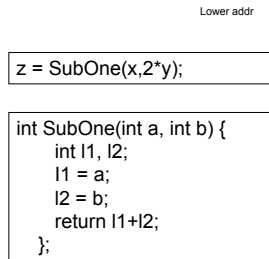 Lower addr
z = SubOne(x,2*y);
int SubOne(int a, int b) {
int l1, l2;
l1 = a;
l2 = b;
return l1+l2;
};